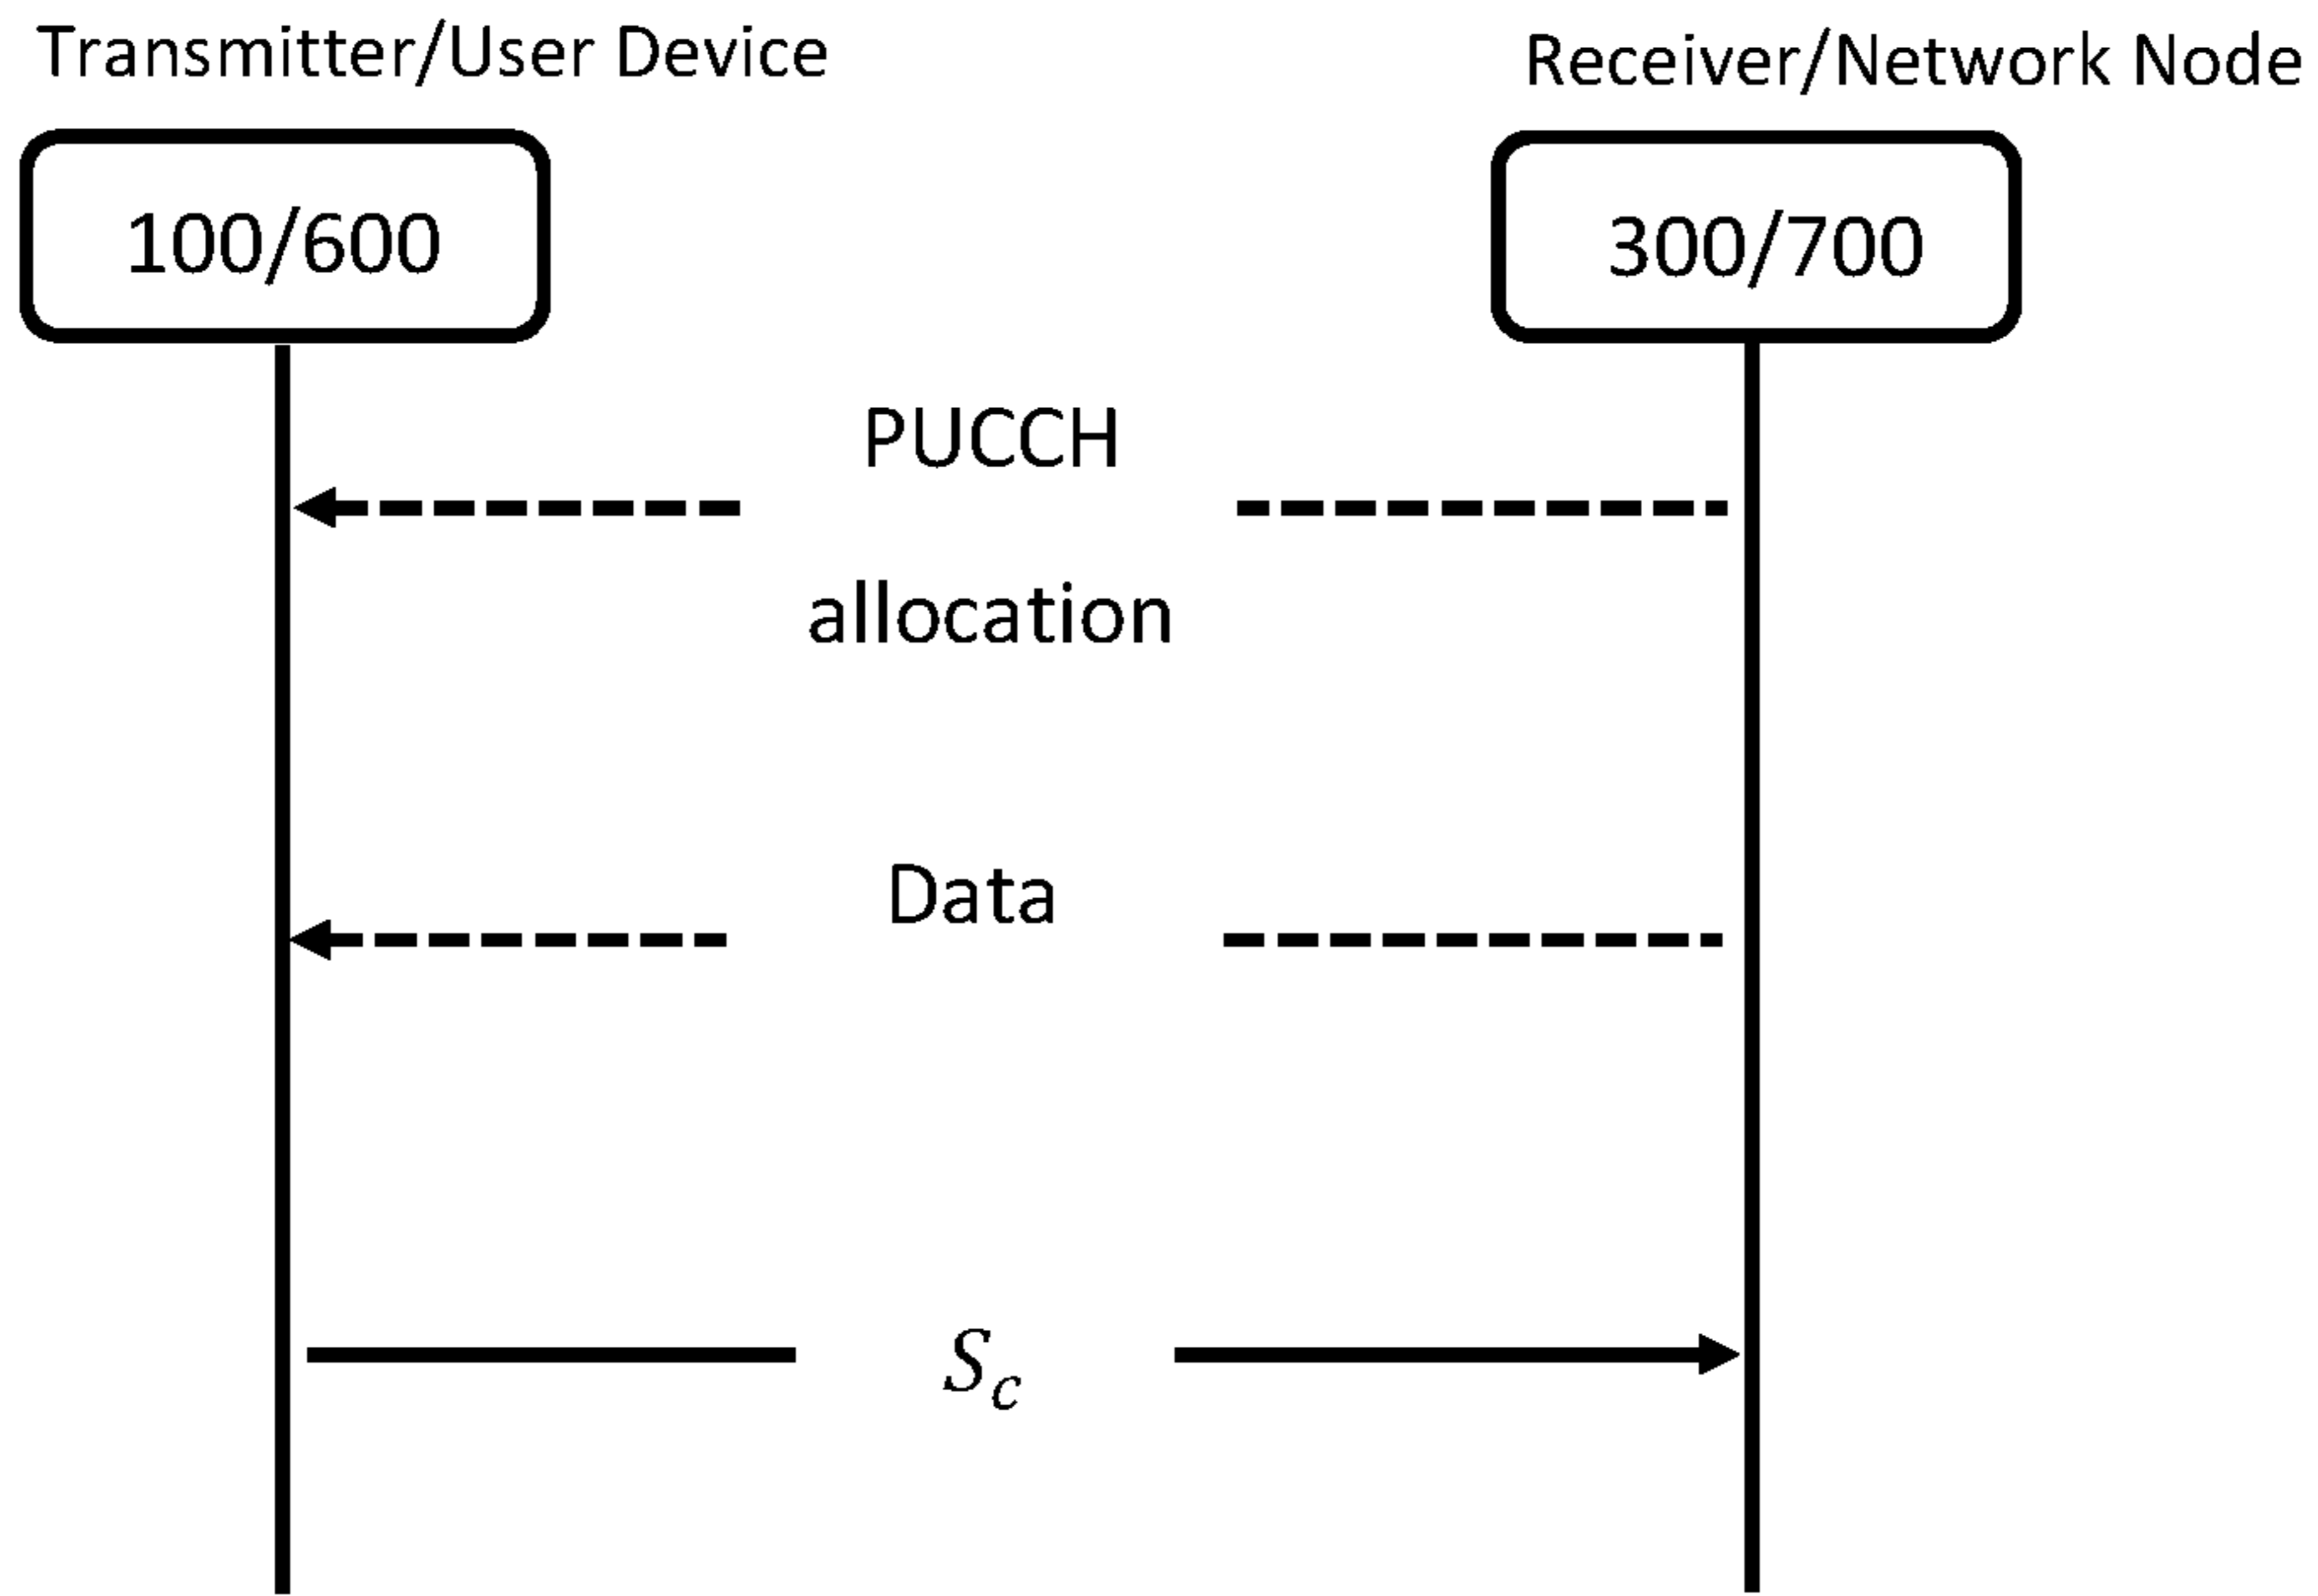 Transmitter/User Device
Receiver/Network Node
100/600
300/700
PUCCH
allocation
Data
S_c